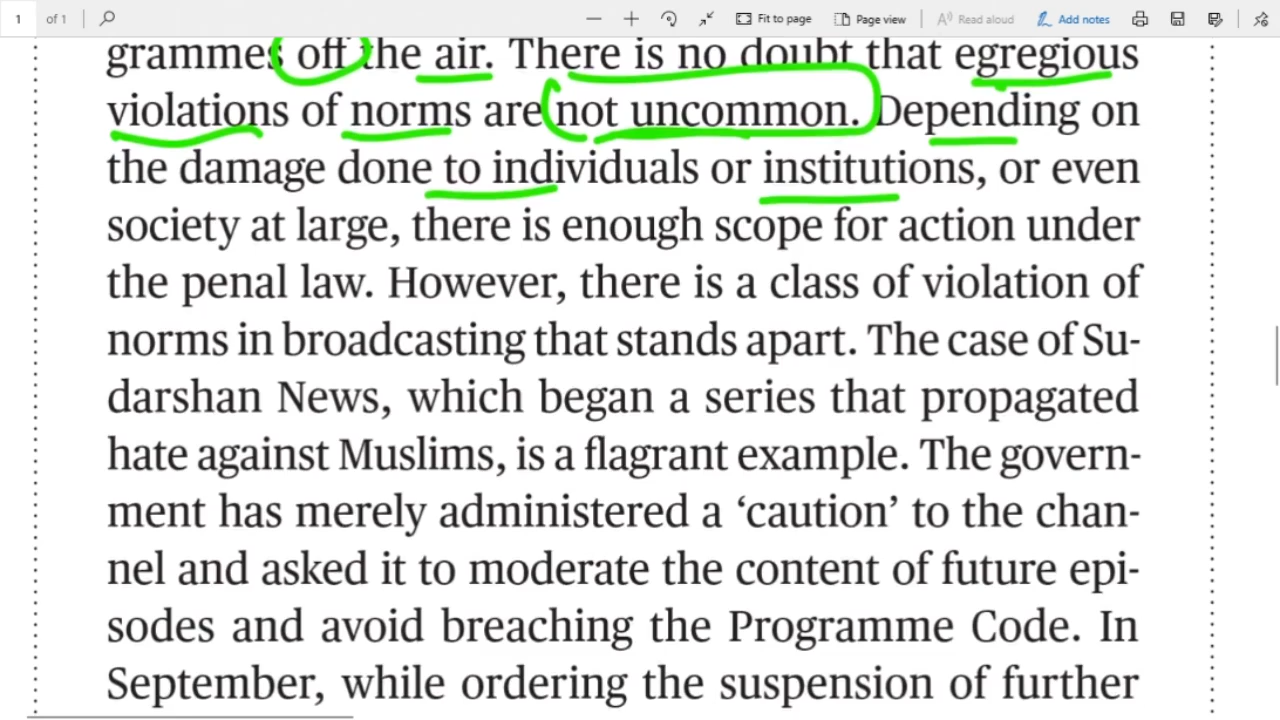 1 of 1 Fit to page Page view Read aloud Add notes
grammes off the air. There is no doubt that egregious
violations of norms are not uncommon. Depending on
the damage done to individuals or institutions, or even
society at large, there is enough scope for action under
the penal law. However, there is a class of violation of
norms in broadcasting that stands apart. The case of Su-
darshan News, which began a series that propagated
hate against Muslims, is a flagrant example. The govern-
ment has merely administered a ‘caution’ to the chan-
nel and asked it to moderate the content of future epi-
sodes and avoid breaching the Programme Code. In
September, while ordering the suspension of further